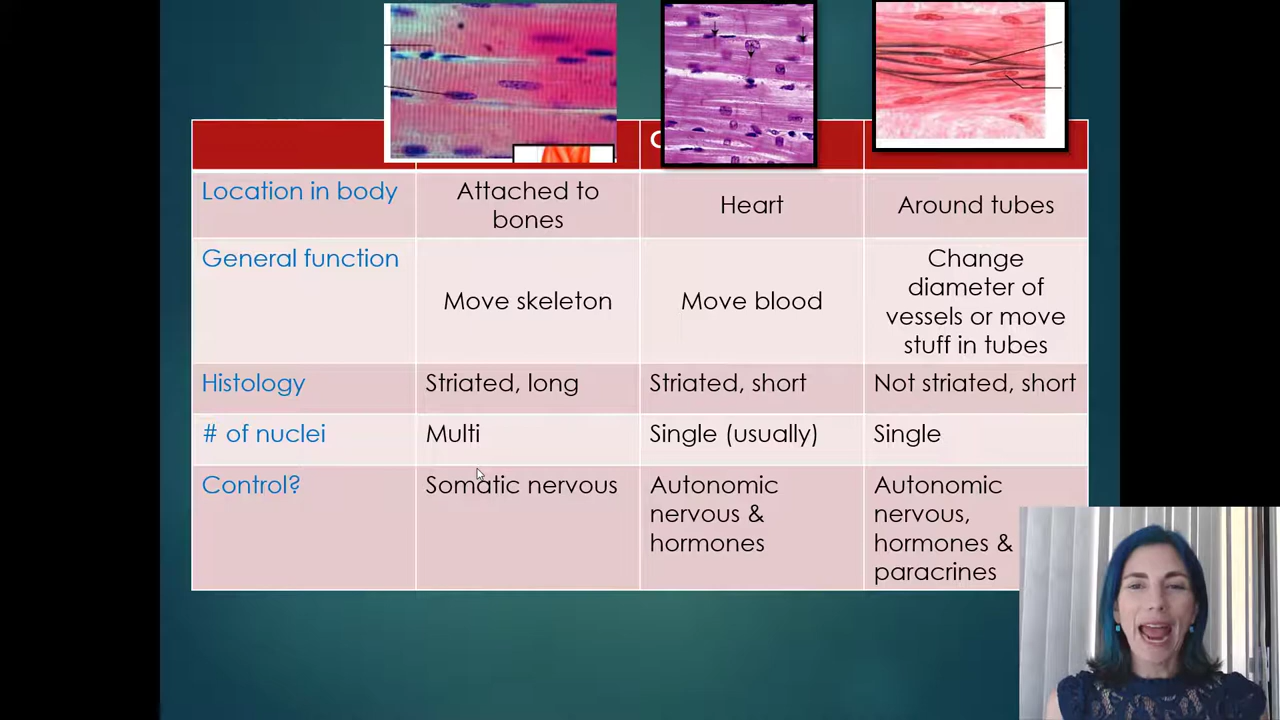 Location in body
Attached to
bones
Heart
Around tubes
General function
Move skeleton
Move blood
Change
diameter of
vessels or move
stuff in tubes
Histology
Striated, long
Striated, short
Not striated, short
# of nuclei
Multi
Single (usually)
Single
Control?
Somatic nervous
Autonomic
nervous &
hormones
Autonomic
nervous,
hormones &
paracrines